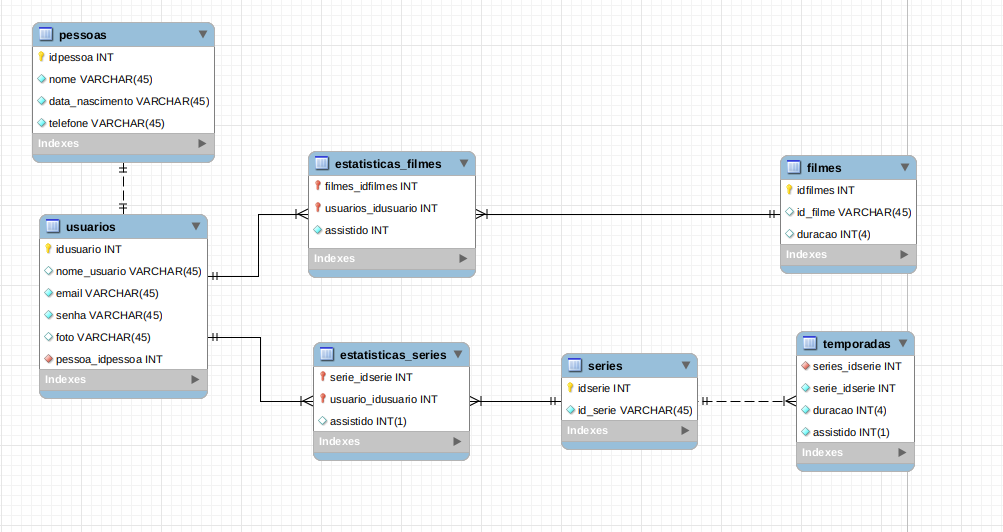 pessoas
idpessoa INT
nome VARCHAR(45)
data_nascimento VARCHAR(45)
telefone VARCHAR(45)
Indexes
usuarios
idusuario INT
nome_usuario VARCHAR(45)
email VARCHAR(45)
senha VARCHAR(45)
foto VARCHAR(45)
pessoa_idpessoa INT
Indexes
estatisticas_filmes
filmes_idfilmes INT
usuarios_idusuario INT
assistido INT
Indexes
filmes
idfilmes INT
id_filme VARCHAR(45)
duracao INT(4)
Indexes
estatisticas_series
serie_idserie INT
usuario_idusuario INT
assistido INT(1)
Indexes
series
idserie INT
id_serie VARCHAR(45)
Indexes
temporadas
series_idserie INT
serie_idserie INT
duracao INT(4)
assistido INT(1)
Indexes